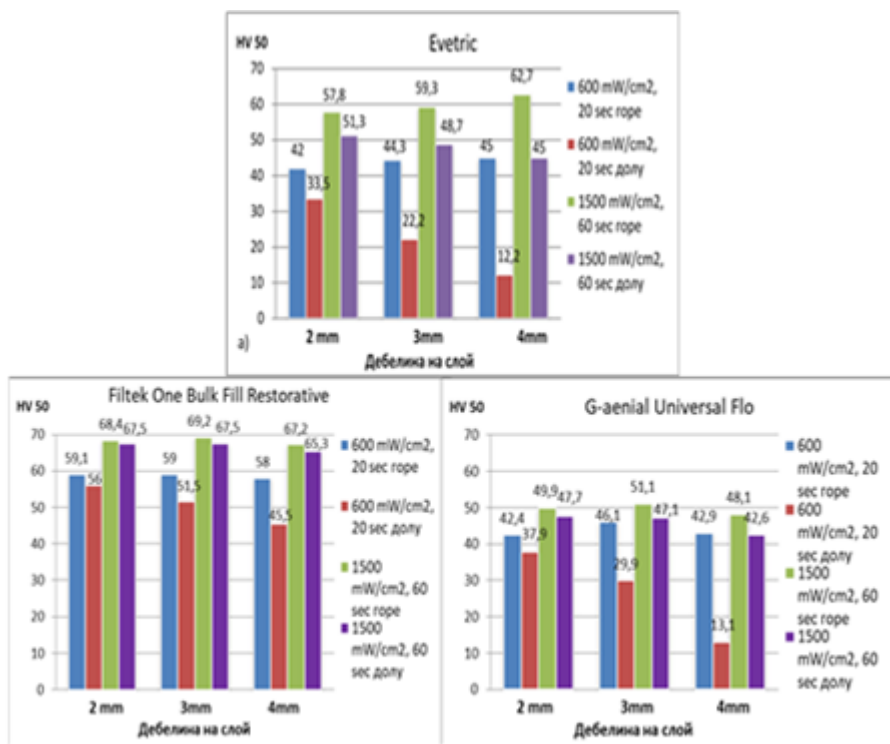 HV 50
Evetric
70
60
50
40
30
20
10
0
42
33,5
57,8
51,3
44,3
22,2
59,3
48,7
45
12,2
62,7
45
2 mm
3mm
4mm
Дебелина на слой
а)
600 mW/cm2,
20 sec горе
600 mW/cm2,
20 sec долу
1500 mW/cm2,
60 sec горе
1500 mW/cm2,
60 sec долу
Filtek One Bulk Fill Restorative
HV 50
70
60
50
40
30
20
10
0
59,1
56
68,4
67,5
59
51,5
69,2
67,5
58
45,5
67,2
65,3
2 mm
3mm
4mm
Дебелина на слой
600 mW/cm2,
20 sec горе
600 mW/cm2,
20 sec долу
1500
mW/cm2, 60
sec горе
1500
mW/cm2, 60
sec долу
HV 50
G-aenial Universal Flo
70
60
50
40
30
20
10
0
42,4
37,9
49,9
47,7
46,1
29,9
51,1
47,1
42,9
13,1
48,1
42,6
2 mm
3mm
4mm
Дебелина на слой
600
mW/cm2, 20
sec горе
600
mW/cm2, 20
sec долу
1500
mW/cm2, 60
sec горе
1500
mW/cm2, 60
sec долу